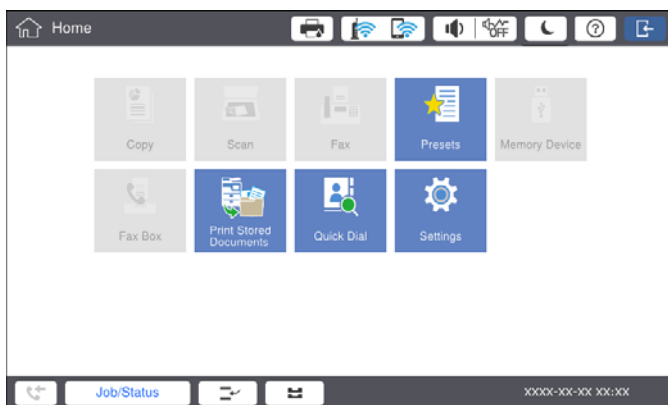 Home
OFF
Copy
Scan
Fax
Presets
Memory Device
Fax Box
Print Stored
Documents
Quick Dial
Settings
Job/Status
XXXX-XX-XX XX:XX